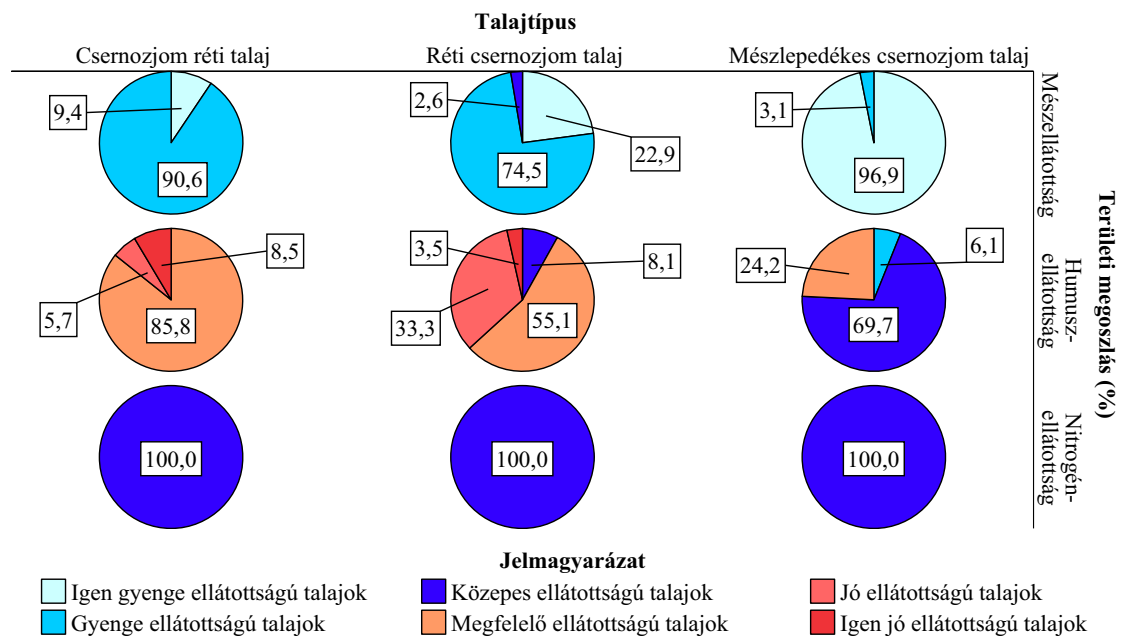 Talajtípus
Csernozjom réti talaj
Réti csernozjom talaj
Mészlepedékes csernozjom talaj
9,4
90,6
2,6
22,9
74,5
3,1
96,9
Mészellátottság
8,5
5,7
85,8
3,5
8,1
33,3
55,1
24,2
6,1
69,7
Humusz-
ellátottság
100,0
100,0
100,0
Nitrogén-
ellátottság
Területi megoszlás (%)
Jelmagyarázat
Igen gyenge ellátottságú talajok
Közepes ellátottságú talajok
Jó ellátottságú talajok
Gyenge ellátottságú talajok
Megfelelő ellátottságú talajok
Igen jó ellátottságú talajok